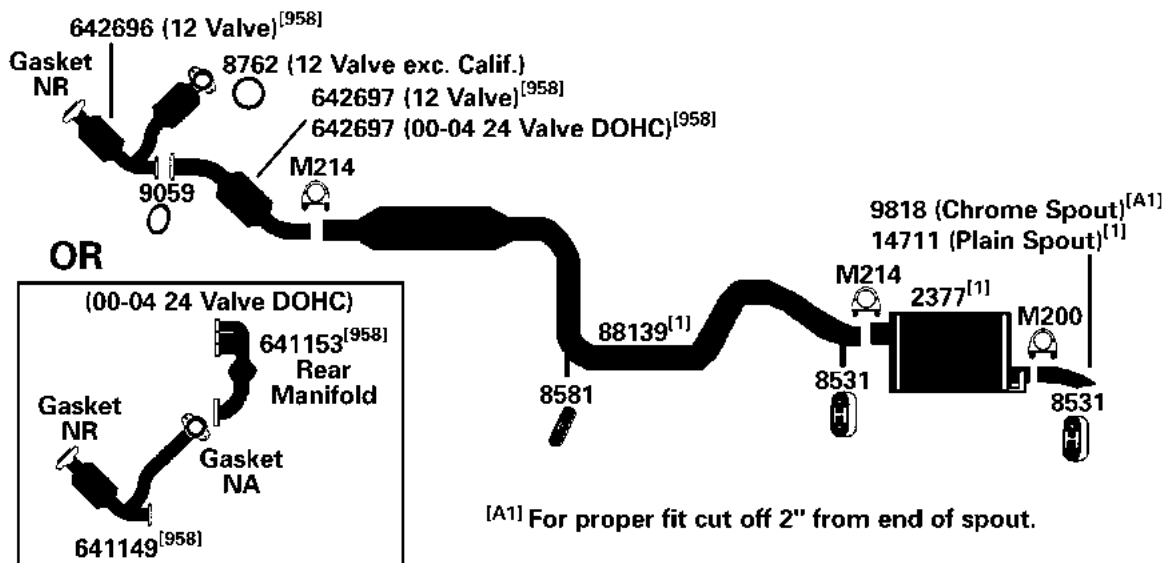 642696 (12 Valve)[958]
Gasket
NR
8762 (12 Valve exc. Calif.)
642697 (12 Valve)[958]
642697 (00-04 24 Valve DOHC)[958]
9059
M214
9818 (Chrome Spout)[A1]
14711 (Plain Spout)[1]
M214
2377[1]
M200
88139[1]
8581
8531
8531
OR
(00-04 24 Valve DOHC)
641153[958]
Rear
Manifold
Gasket
NR
Gasket
NA
641149[958]
[A1] For proper fit cut off 2" from end of spout.